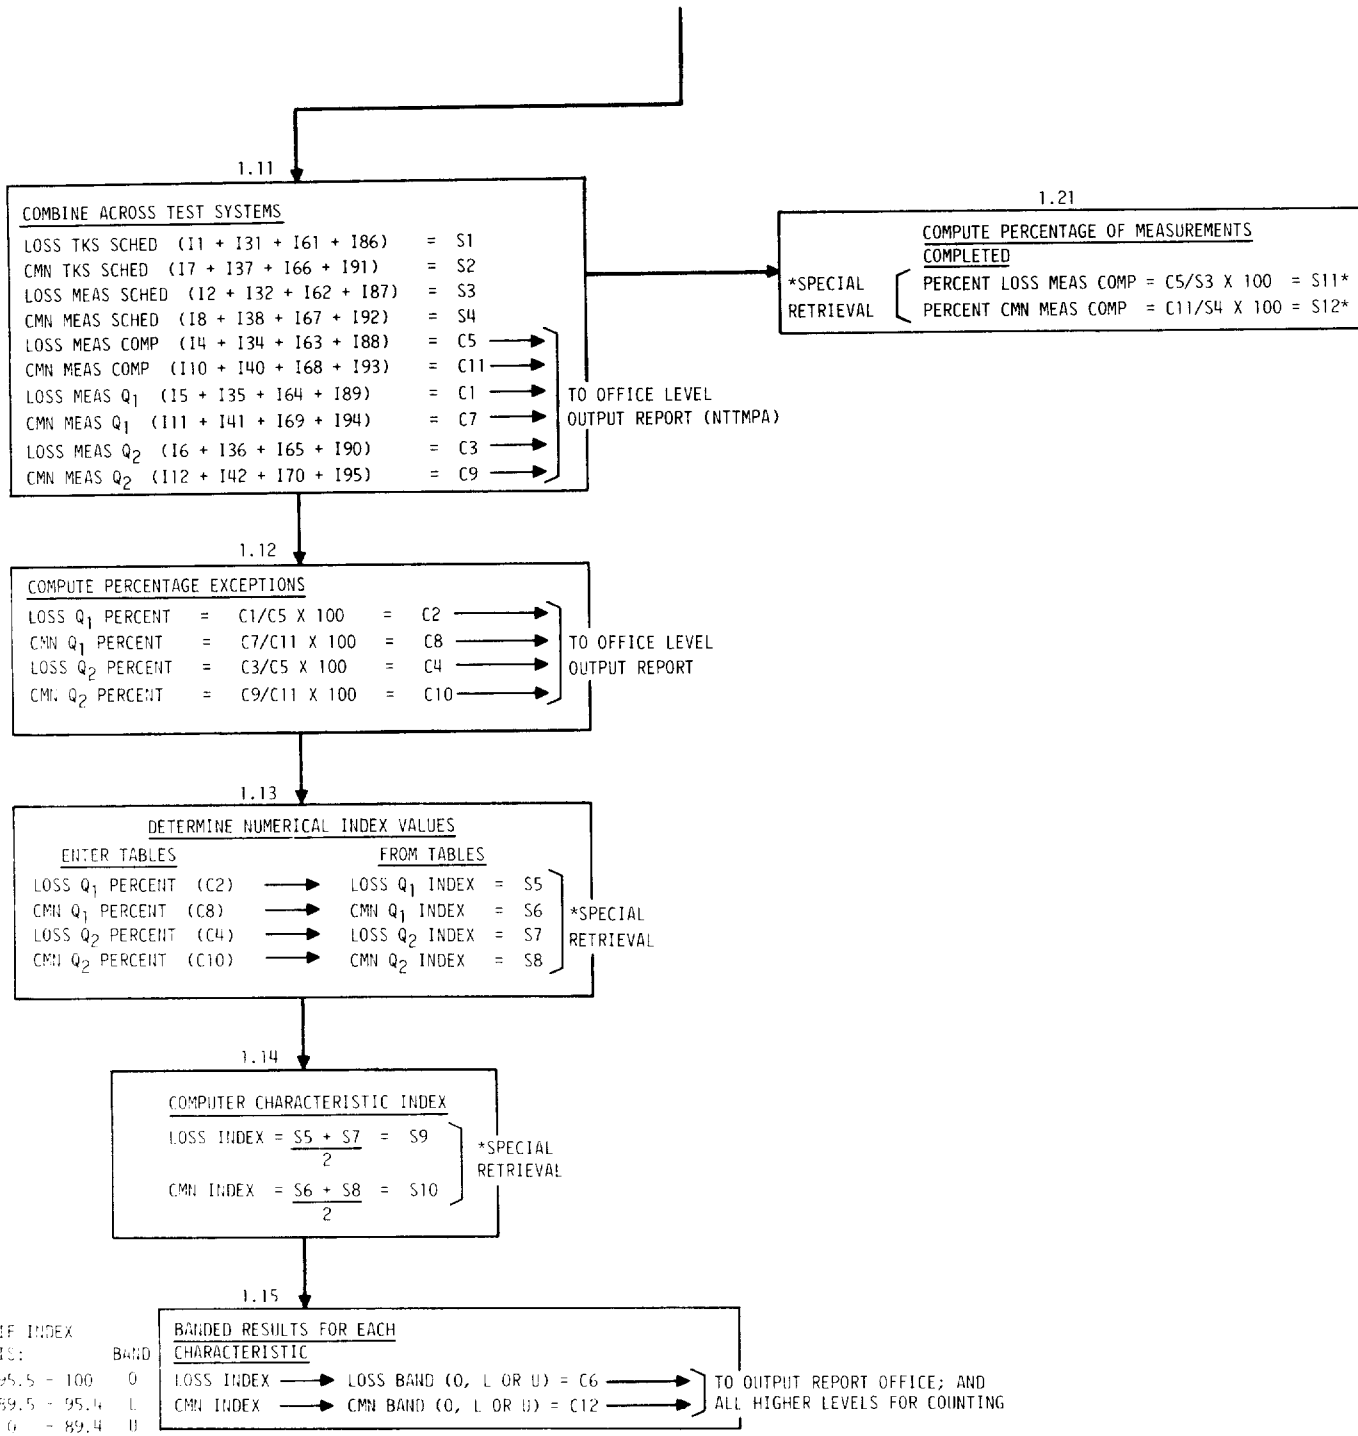 1.11
COMBINE ACROSS TEST SYSTEMS
LOSS TKS SCHED (I1 + I31 + I61 + I86) = S1
CMN TKS SCHED (I7 + I37 + I66 + I91) = S2
LOSS MEAS SCHED (I2 + I32 + I62 + I87) = S3
CMN MEAS SCHED (I8 + I38 + I67 + I92) = S4
LOSS MEAS COMP (I4 + I34 + I63 + I88) = C5
CMN MEAS COMP (I10 + I40 + I68 + I93) = C11
LOSS MEAS Q1 (I5 + I35 + I64 + I89) = C1
CMN MEAS Q1 (I11 + I41 + I69 + I94) = C7
LOSS MEAS Q2 (I6 + I36 + I65 + I90) = C3
CMN MEAS Q2 (I12 + I42 + I70 + I95) = C9
TO OFFICE LEVEL
OUTPUT REPORT (NTTMPA)
1.21
COMPUTE PERCENTAGE OF MEASUREMENTS
COMPLETED
*SPECIAL
RETRIEVAL
PERCENT LOSS MEAS COMP = C5/S3 X 100 = S11*
PERCENT CMN MEAS COMP = C11/S4 X 100 = S12*
1.12
COMPUTE PERCENTAGE EXCEPTIONS
LOSS Q1 PERCENT = C1/C5 X 100 = C2
CMN Q1 PERCENT = C7/C11 X 100 = C8
LOSS Q2 PERCENT = C3/C5 X 100 = C4
CMN Q2 PERCENT = C9/C11 X 100 = C10
TO OFFICE LEVEL
OUTPUT REPORT
1.13
DETERMINE NUMERICAL INDEX VALUES
ENTER TABLES FROM TABLES
LOSS Q1 PERCENT (C2) LOSS Q1 INDEX = S5
CMN Q1 PERCENT (C8) CMN Q1 INDEX = S6
LOSS Q2 PERCENT (C4) LOSS Q2 INDEX = S7
CMN Q2 PERCENT (C10) CMN Q2 INDEX = S8
*SPECIAL
RETRIEVAL
1.14
COMPUTER CHARACTERISTIC INDEX
LOSS INDEX = S5 + S7 = S9
2
CMN INDEX = S6 + S8 = S10
2
*SPECIAL
RETRIEVAL
1.15
IF INDEX
IS: BAND
95.5 - 100 O
89.5 - 95.4 L
0 - 89.4 U
BANDED RESULTS FOR EACH
CHARACTERISTIC
LOSS INDEX LOSS BAND (O, L OR U) = C6
CMN INDEX CMN BAND (O, L OR U) = C12
TO OUTPUT REPORT OFFICE; AND
ALL HIGHER LEVELS FOR COUNTING